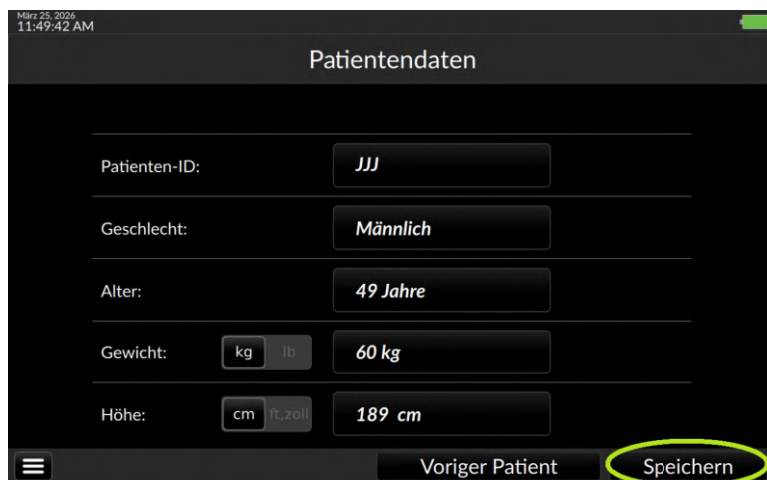 März 25, 2026
11:49:42 AM
Patientendaten
Patienten-ID: JJJ
Geschlecht: Männlich
Alter: 49 Jahre
Gewicht: kg lb 60 kg
Höhe: cm ft,zoll 189 cm
Voriger Patient Speichern